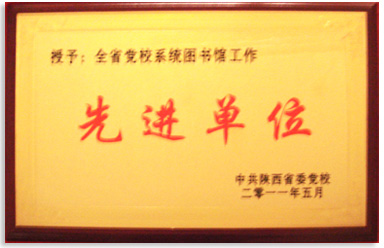 授予：全省党校系统图书馆工作
先进单位
中共陕西省委党校
二零一一年五月